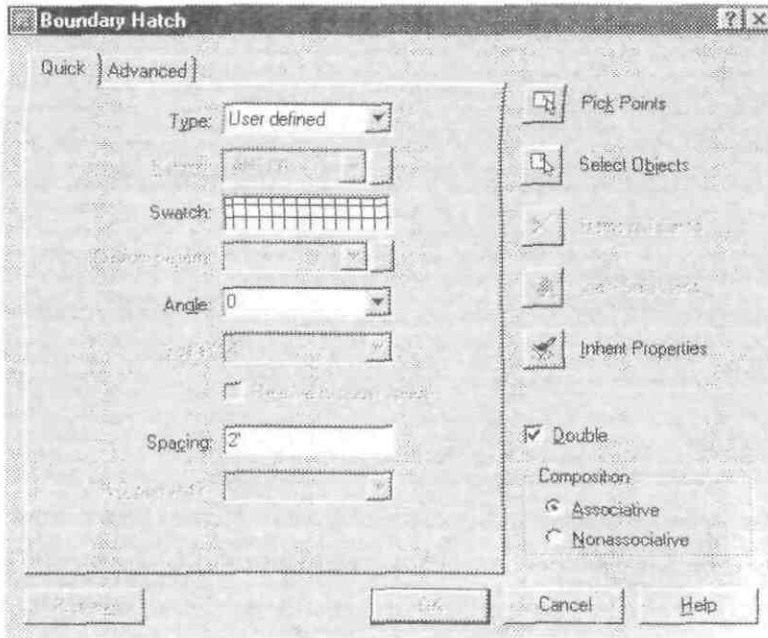 Boundary Hatch
Quick
Advanced
Type: User defined
Swatch:
Angle: 0
Spacing: 2'
Pick Points
Select Objects
Inherit Properties
Double
Composition
Associative
Nonassociative
Cancel
Help